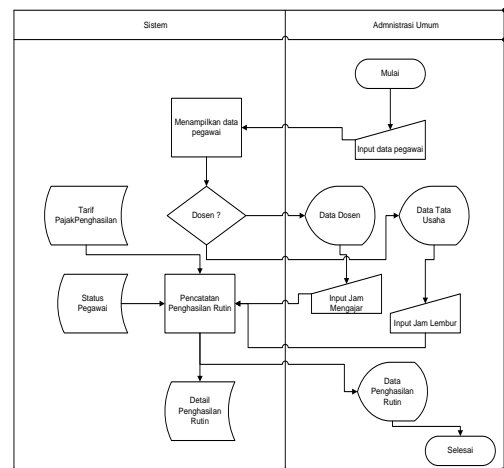 Sistem
Admnistrasi Umum
Mulai
Menampilkan data
pegawai
Input data pegawai
Tarif
PajakPenghasilan
Dosen ?
Data Dosen
Data Tata
Usaha
Status
Pegawai
Pencatatan
Penghasilan Rutin
Input Jam
Mengajar
Input Jam Lembur
Detail
Penghasilan
Rutin
Data
Penghasilan
Rutin
Selesai